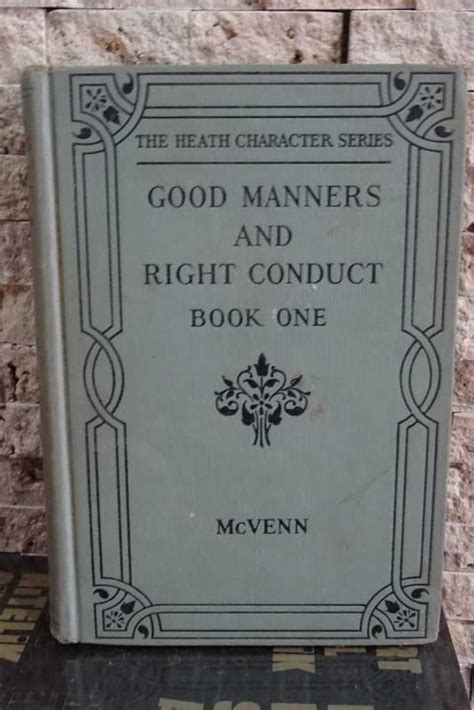 THE HEATH CHARACTER SERIES
GOOD MANNERS
AND
RIGHT CONDUCT
BOOK ONE
McVENN